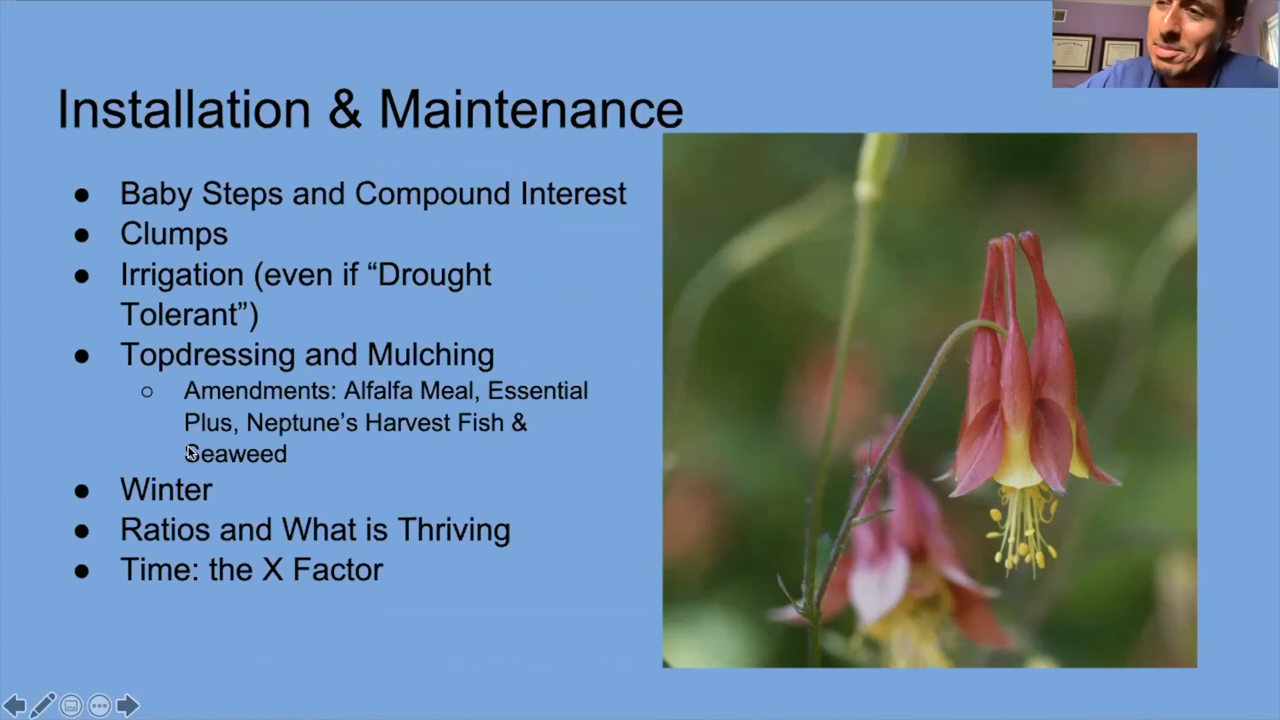 Installation & Maintenance
● Baby Steps and Compound Interest
● Clumps
● Irrigation (even if “Drought
Tolerant”)
● Topdressing and Mulching
○ Amendments: Alfalfa Meal, Essential
Plus, Neptune’s Harvest Fish &
Seaweed
● Winter
● Ratios and What is Thriving
● Time: the X Factor